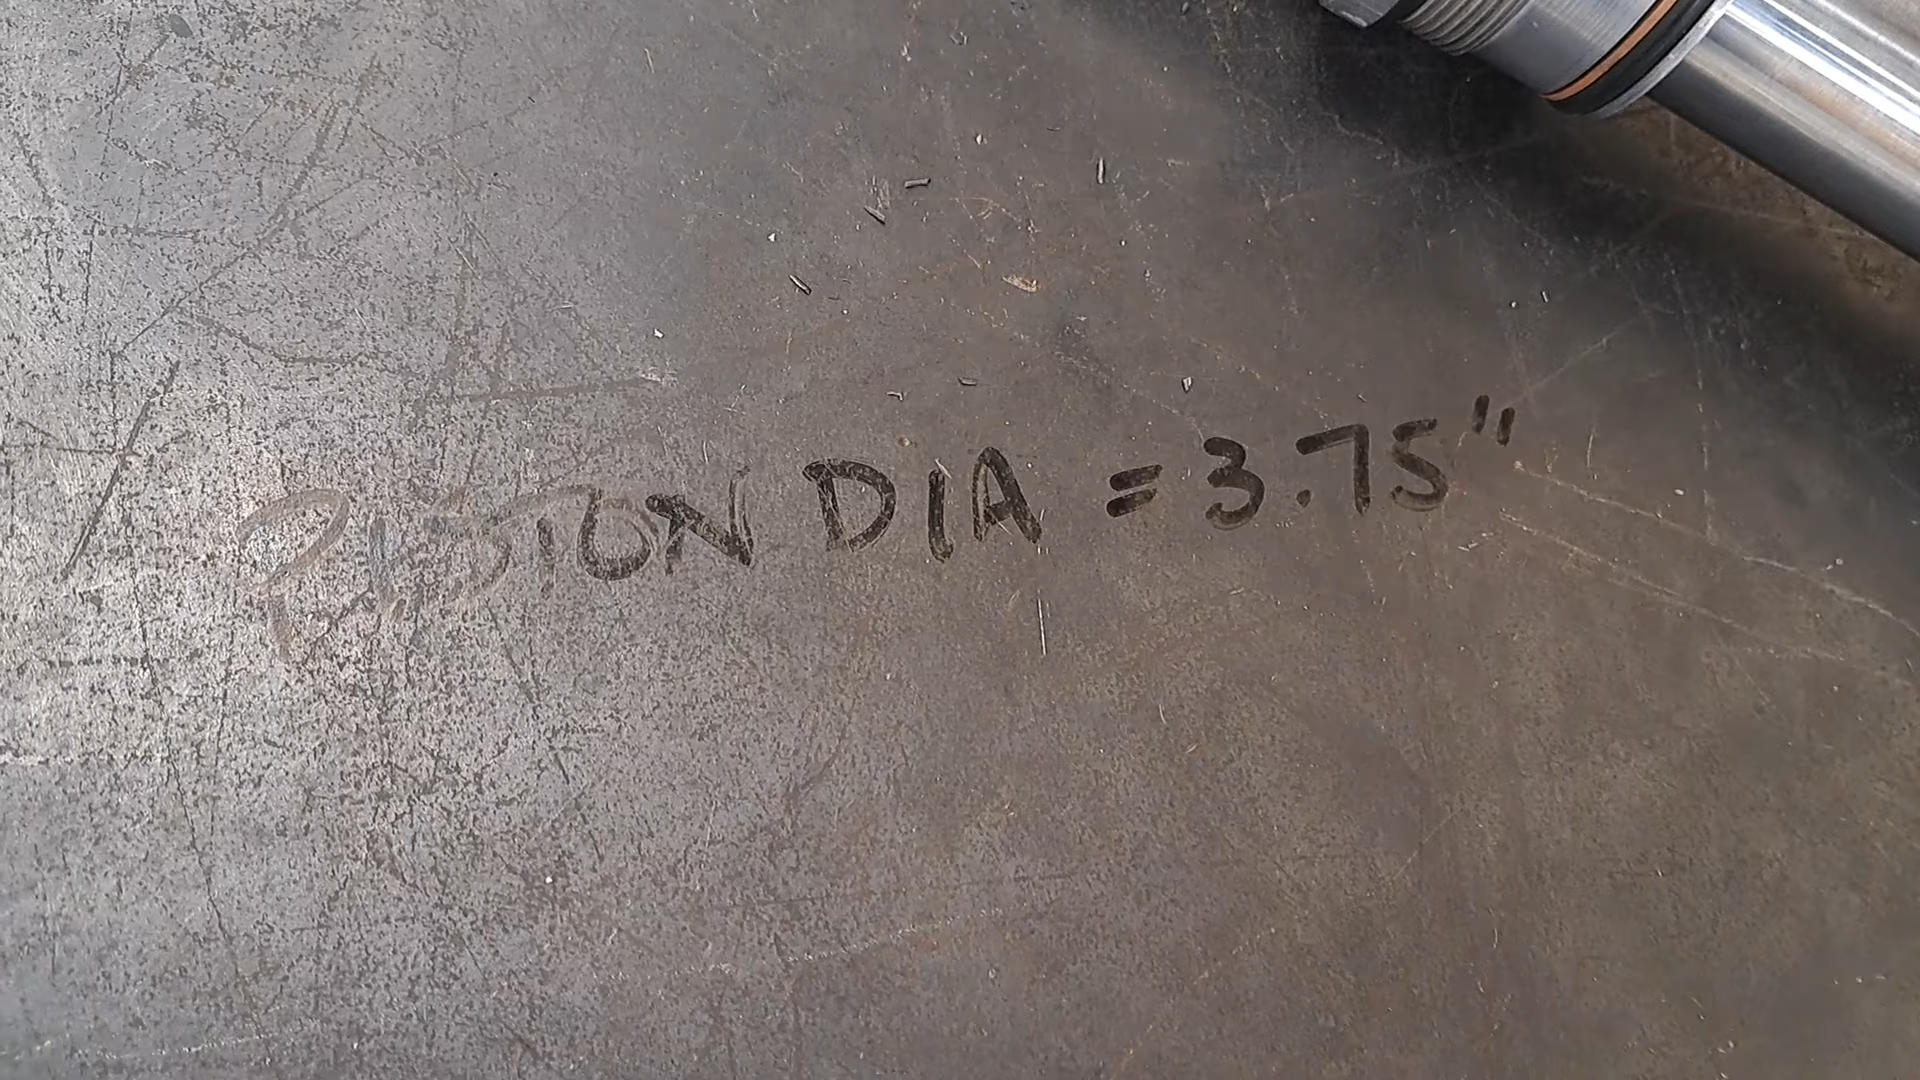 PISTON DIA = 3.75"